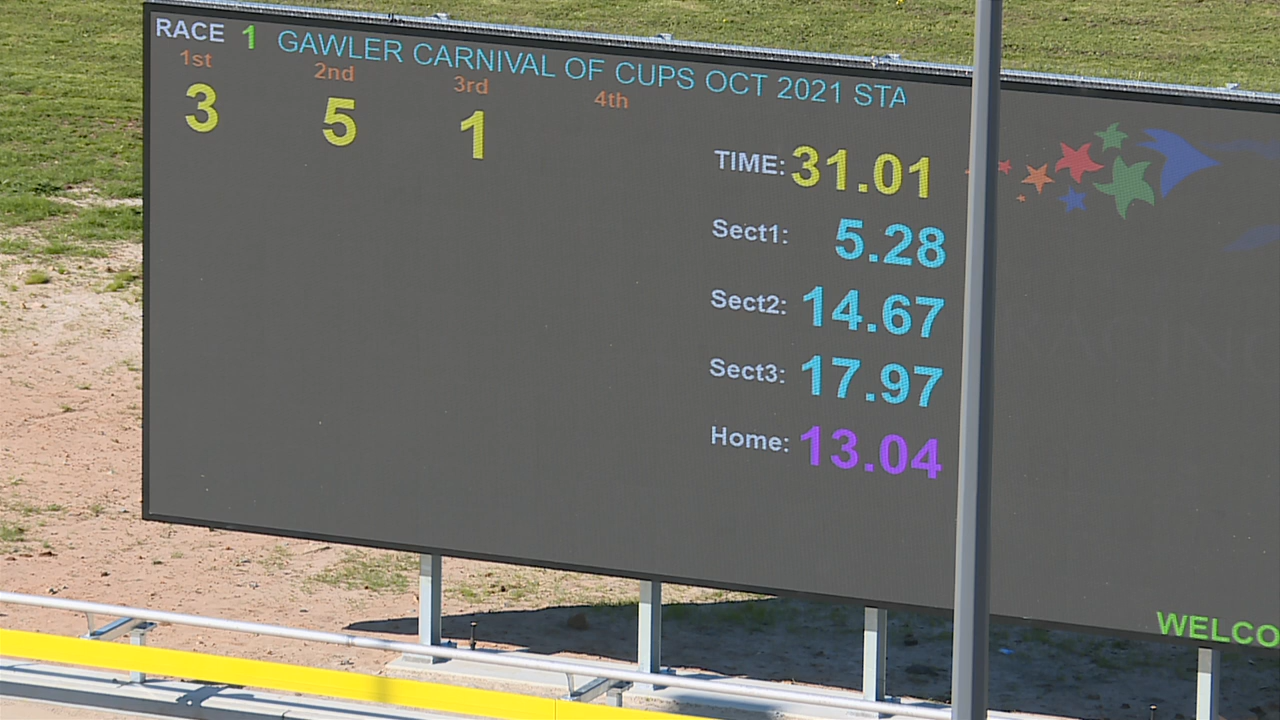 RACE 1 GAWLER CARNIVAL OF CUPS OCT 2021 STA
1st 2nd 3rd 4th
3 5 1
TIME: 31.01
Sect1: 5.28
Sect2: 14.67
Sect3: 17.97
Home: 13.04
RACING
WELCO